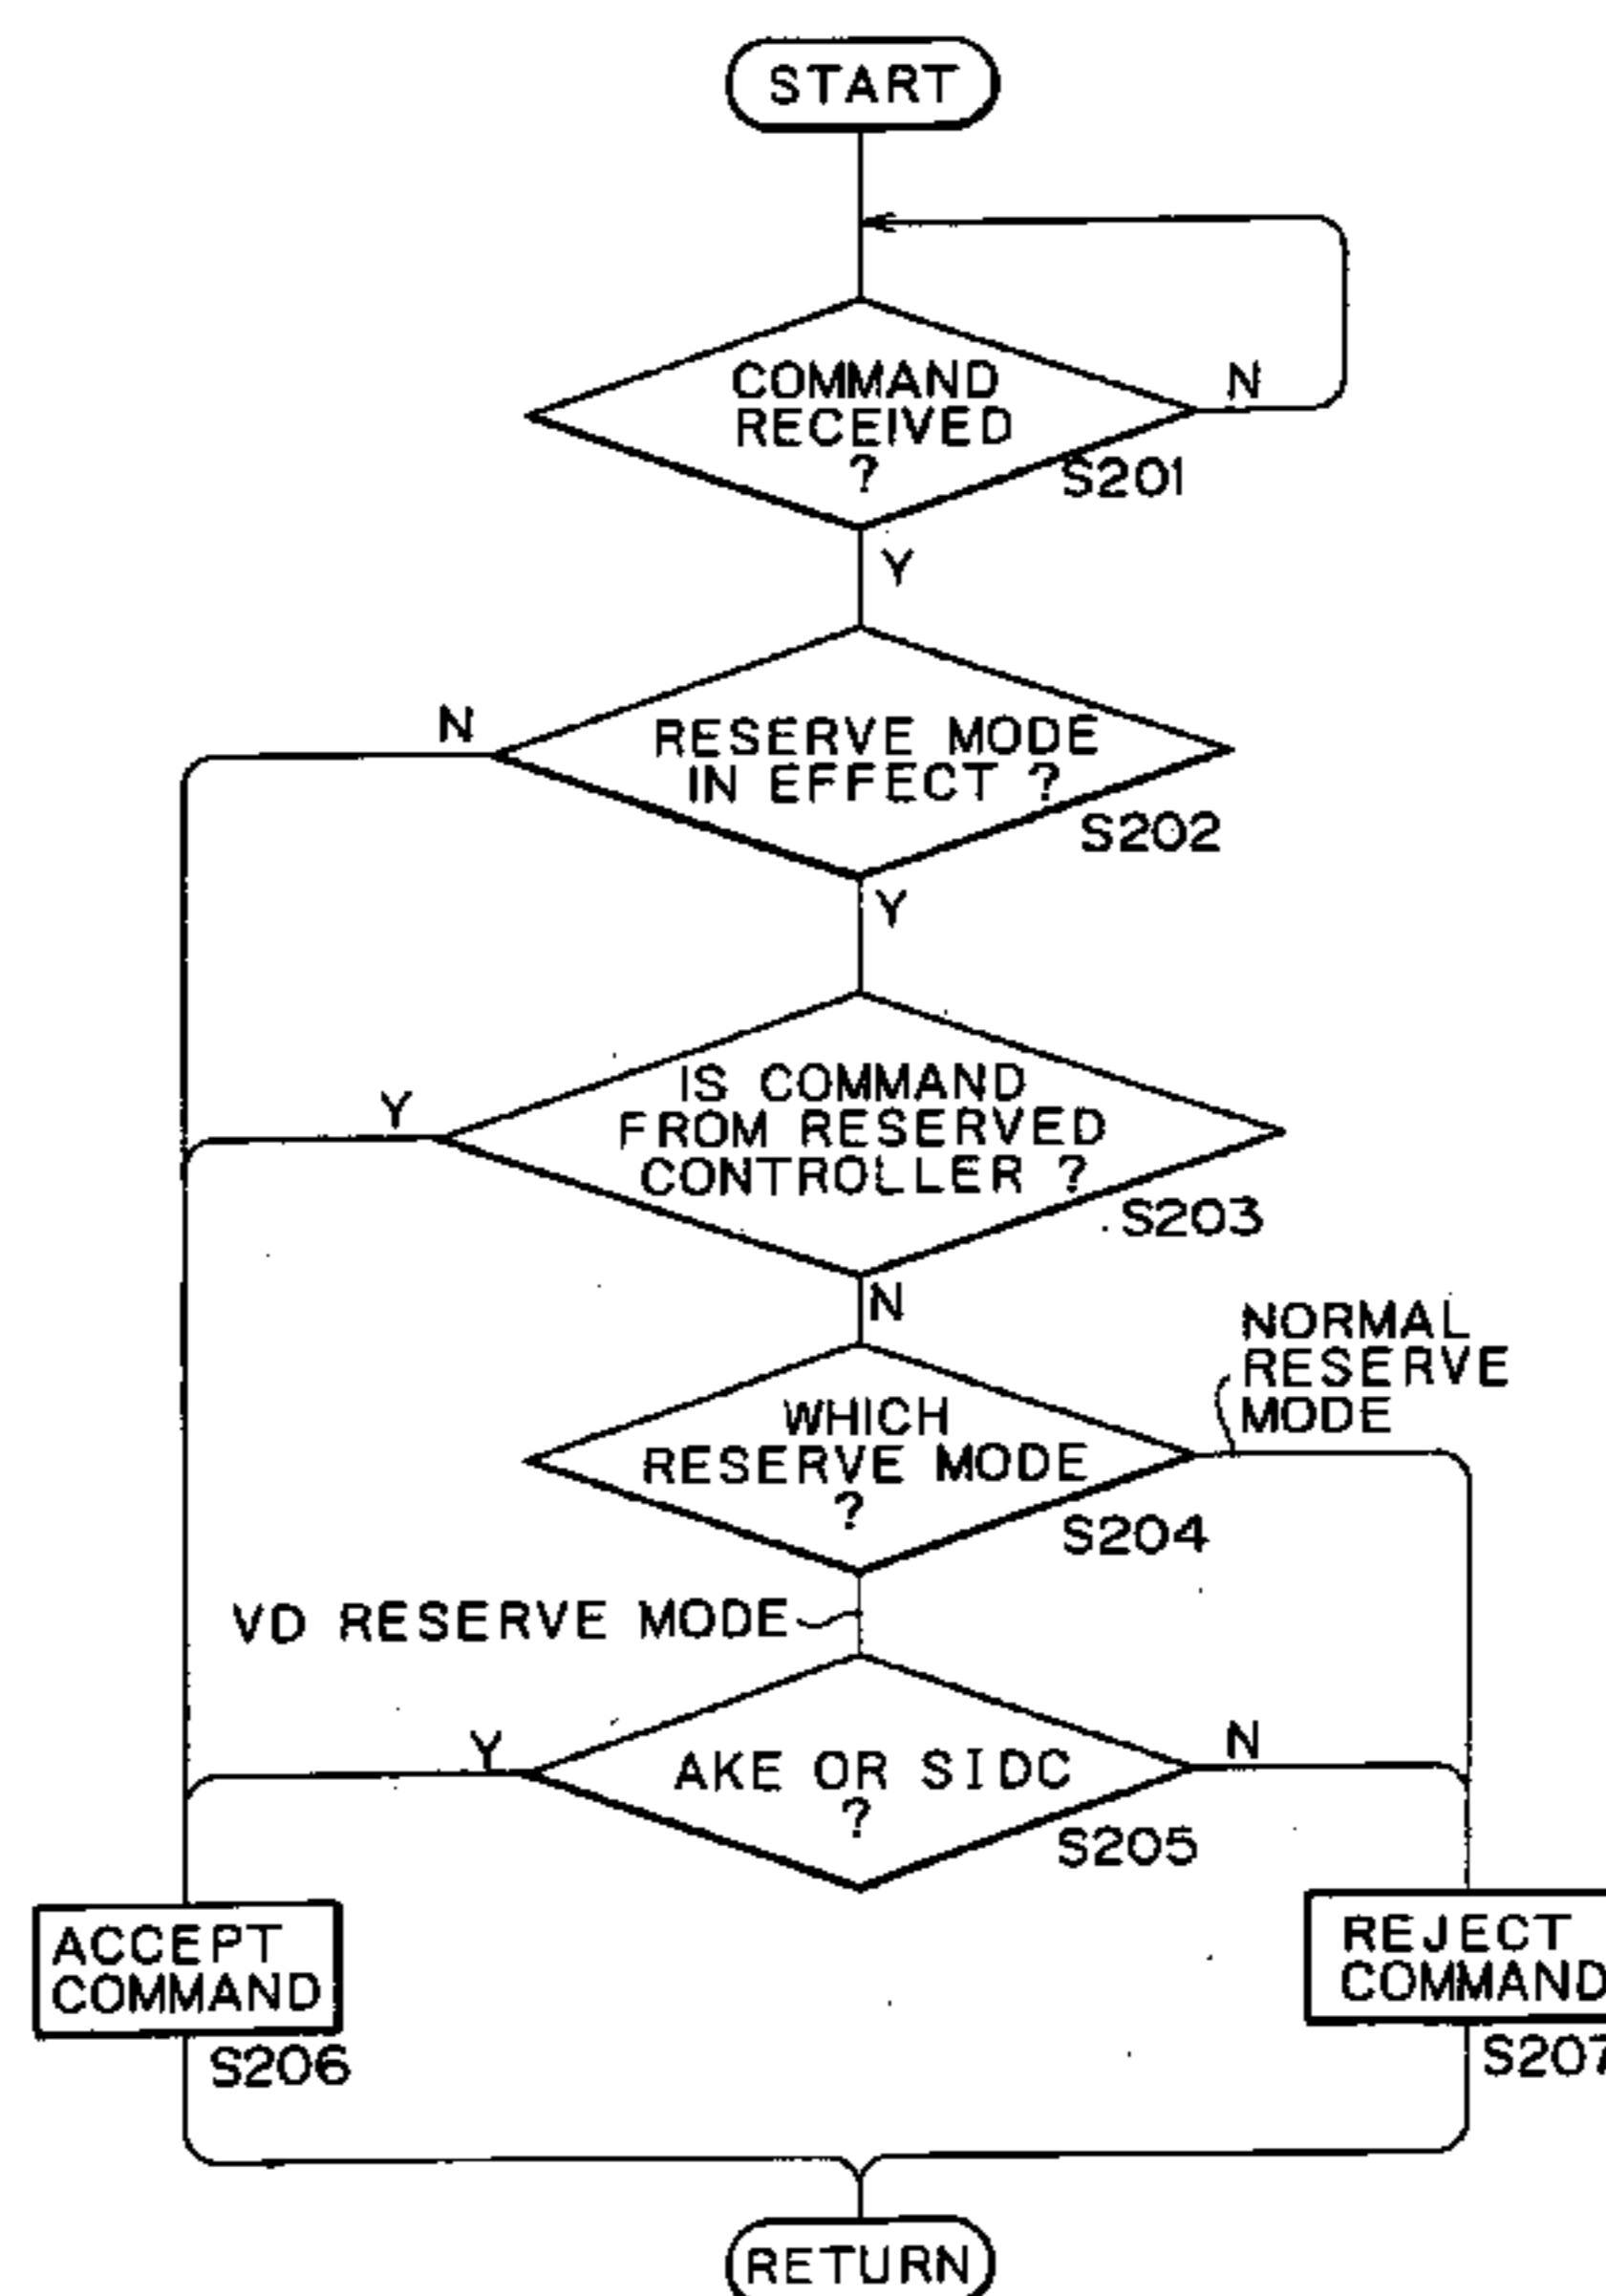 START
COMMAND
RECEIVED
?
N
S201
Y
RESERVE MODE
IN EFFECT ?
N
S202
Y
IS COMMAND
FROM RESERVED
CONTROLLER ?
Y
S203
N
WHICH
RESERVE MODE
?
NORMAL
RESERVE
MODE
S204
VD RESERVE MODE
AKE OR SIDC
?
Y
N
S205
ACCEPT
COMMAND
S206
REJECT
COMMAND
S207
RETURN